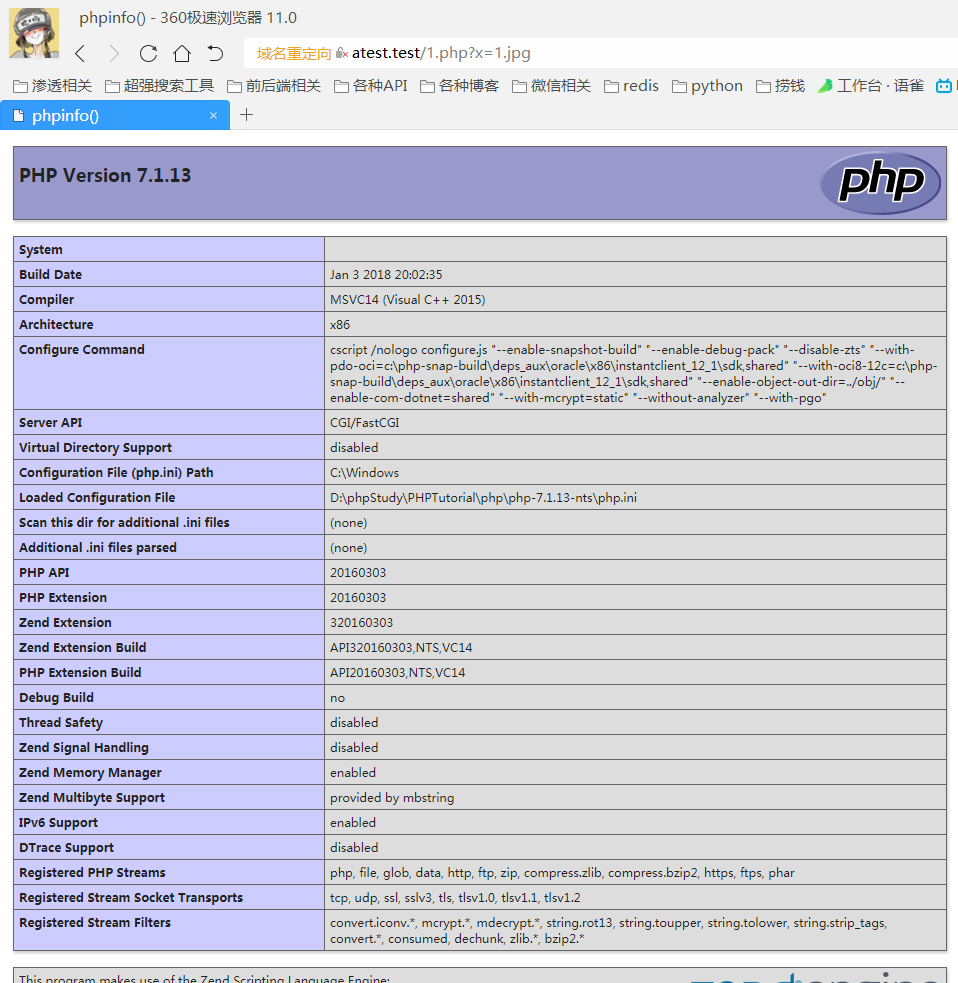 phpinfo() - 360极速浏览器 11.0
域名重定向 atest.test/1.php?x=1.jpg
渗透相关 超强搜索工具 前后端相关 各种API 各种博客 微信相关 redis python 捞钱 工作台 · 语雀
phpinfo() ×
PHP Version 7.1.13 php
System
Build Date Jan 3 2018 20:02:35
Compiler MSVC14 (Visual C++ 2015)
Architecture x86
Configure Command cscript /nologo configure.js "--enable-snapshot-build" "--enable-debug-pack" "--disable-zts" "--with-
pdo-oci=c:\php-snap-build\deps_aux\oracle\x86\instantclient_12_1\sdk,shared" "--with-oci8-12c=c:\php-
snap-build\deps_aux\oracle\x86\instantclient_12_1\sdk,shared" "--enable-object-out-dir=../obj/" "--
enable-com-dotnet=shared" "--with-mcrypt=static" "--without-analyzer" "--with-pgo"
Server API CGI/FastCGI
Virtual Directory Support disabled
Configuration File (php.ini) Path C:\Windows
Loaded Configuration File D:\phpStudy\PHPTutorial\php\php-7.1.13-nts\php.ini
Scan this dir for additional .ini files (none)
Additional .ini files parsed (none)
PHP API 20160303
PHP Extension 20160303
Zend Extension 320160303
Zend Extension Build API320160303,NTS,VC14
PHP Extension Build API20160303,NTS,VC14
Debug Build no
Thread Safety disabled
Zend Signal Handling disabled
Zend Memory Manager enabled
Zend Multibyte Support provided by mbstring
IPv6 Support enabled
DTrace Support disabled
Registered PHP Streams php, file, glob, data, http, ftp, zip, compress.zlib, compress.bzip2, https, ftps, phar
Registered Stream Socket Transports tcp, udp, ssl, sslv3, tls, tlsv1.0, tlsv1.1, tlsv1.2
Registered Stream Filters convert.iconv.*, mcrypt.*, mdecrypt.*, string.rot13, string.toupper, string.tolower, string.strip_tags,
convert.*, consumed, dechunk, zlib.*, bzip2.*
This program makes use of the Zend Scripting Language Engine: